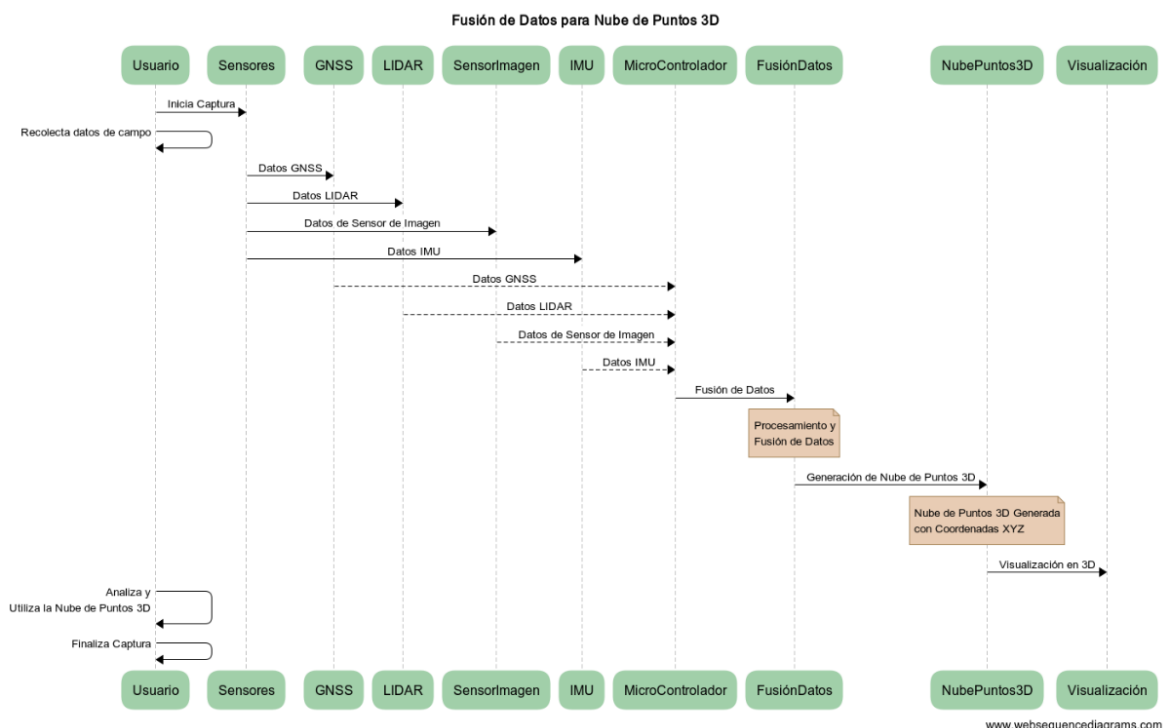 Fusión de Datos para Nube de Puntos 3D
Usuario
Sensores
GNSS
LIDAR
SensorImagen
IMU
MicroControlador
FusiónDatos
NubePuntos3D
Visualización
Inicia Captura
Recolecta datos de campo
Datos GNSS
Datos LIDAR
Datos de Sensor de Imagen
Datos IMU
Datos GNSS
Datos LIDAR
Datos de Sensor de Imagen
Datos IMU
Fusión de Datos
Procesamiento y
Fusión de Datos
Generación de Nube de Puntos 3D
Nube de Puntos 3D Generada
con Coordenadas XYZ
Visualización en 3D
Analiza y
Utiliza la Nube de Puntos 3D
Finaliza Captura
Usuario
Sensores
GNSS
LIDAR
SensorImagen
IMU
MicroControlador
FusiónDatos
NubePuntos3D
Visualización
www.websequencediagrams.com